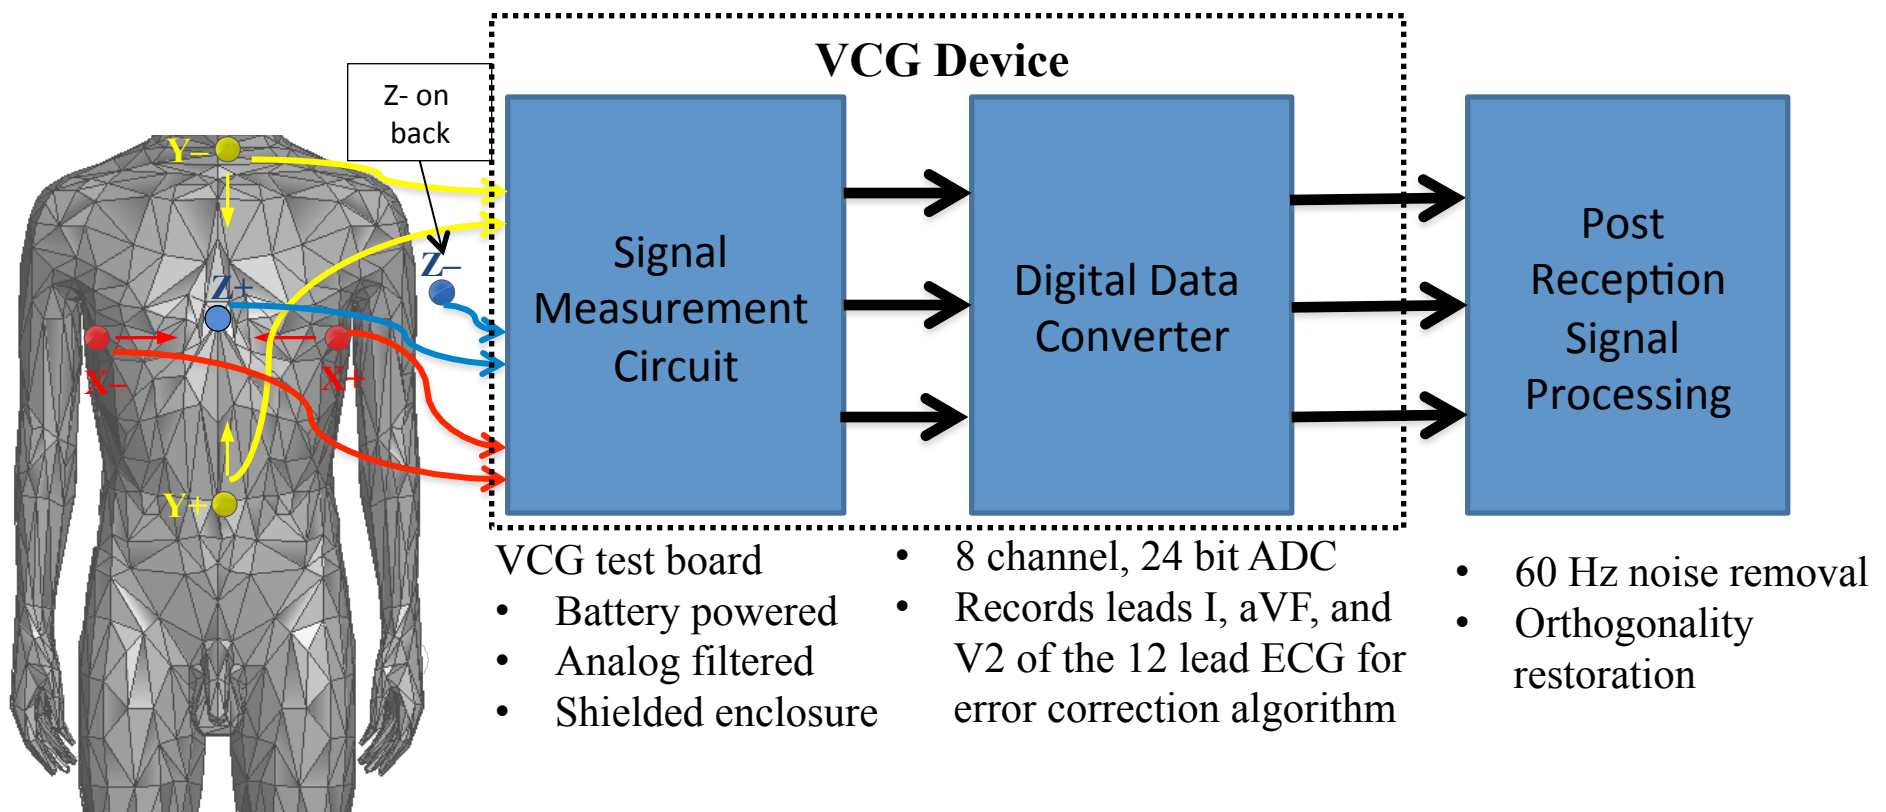 VCG Device
Z- on
back
Y–
Z–
Z+
X–
X+
Y+
Signal
Measurement
Circuit
Digital Data
Converter
Post
Reception
Signal
Processing
VCG test board
• Battery powered
• Analog filtered
• Shielded enclosure
• 8 channel, 24 bit ADC
• Records leads I, aVF, and
V2 of the 12 lead ECG for
error correction algorithm
• 60 Hz noise removal
• Orthogonality
restoration